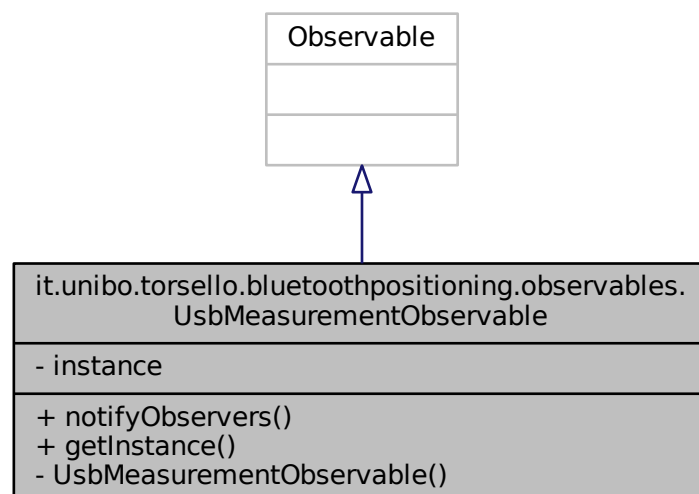 Observable
it.unibo.torsello.bluetoothpositioning.observables.
UsbMeasurementObservable
- instance
+ notifyObservers()
+ getInstance()
- UsbMeasurementObservable()